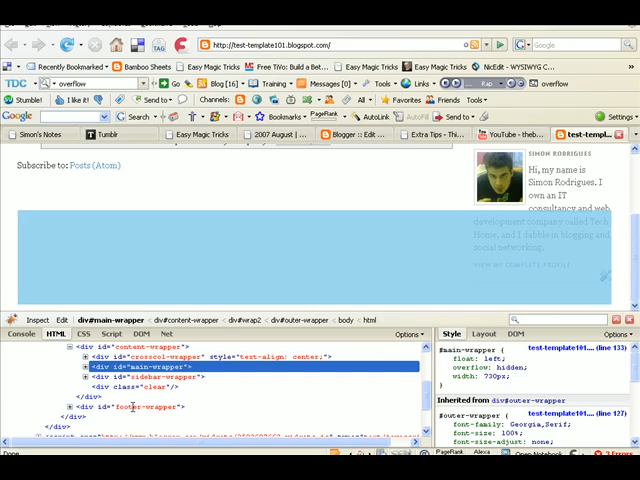 http://test-template101.blogspot.com/
Google
Recently Bookmarked
Bamboo Sheets
Easy Magic Tricks
Free TiVo: a Better...
Easy Magic Tricks
NicEdit - WYSIWYG C
TDC
overflow
Go
Blog [16]
Training
Messages [0]
All
Tools
Links
Rap
overflow
Stumble!
I like it!
Send to
Channels:
All
Favorites
Friends
Tools
Google
Search
Bookmarks
PageRank
AutoLink
AutoFill
Send to
Settings
Simon's Notes
Tumblr
Easy Magic Tricks
2007 August |
Blogger :: Edit
Extra Tips - Thi...
YouTube - theb...
test-templ...
Subscribe to: Posts (Atom)
SIMON RODRIGUES
Hi, my name is
Simon Rodrigues. I
own an IT
consultancy and web
development company called Tech
Home, and I dabble in blogging and
social networking.
VIEW MY COMPLETE PROFILE
Inspect Edit div#main-wrapper < div#content-wrapper < div#wrap2 < div#outer-wrapper < body < html
Console HTML CSS Script DOM Net Options
Style Layout DOM Options
<div id="content-wrapper">
<div id="crosscol-wrapper" style="text-align: center;">
<div id="main-wrapper">
<div id="sidebar-wrapper">
<div class="clear"/>
</div>
<div id="footer-wrapper">
</div>
</div>
#main-wrapper { test-templat...com (line 133)
float: left;
overflow: hidden;
width: 730px;
Inherited from div#outer-wrapper
#outer-wrapper { test-templat...com (line 127)
font-family: Georgia,Serif;
font-size: 100%;
font-size-adjust: none;
Done
PageRank
Alexa
Open Notebook
3 Errors